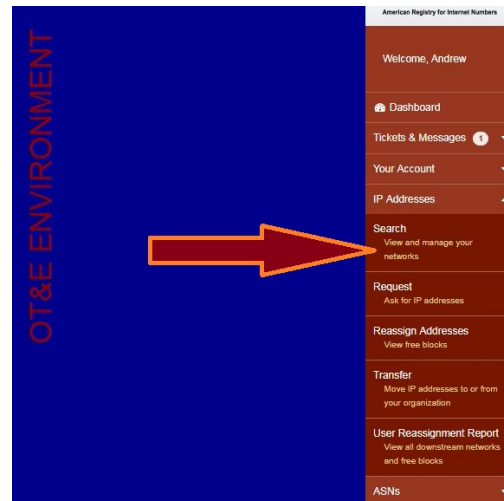 OT&E ENVIRONMENT
American Registry for Internet Numbers
Welcome, Andrew
Dashboard
Tickets & Messages 1
Your Account
IP Addresses
Search
View and manage your
networks
Request
Ask for IP addresses
Reassign Addresses
View free blocks
Transfer
Move IP addresses to or from
your organization
User Reassignment Report
View all downstream networks
and free blocks
ASNs